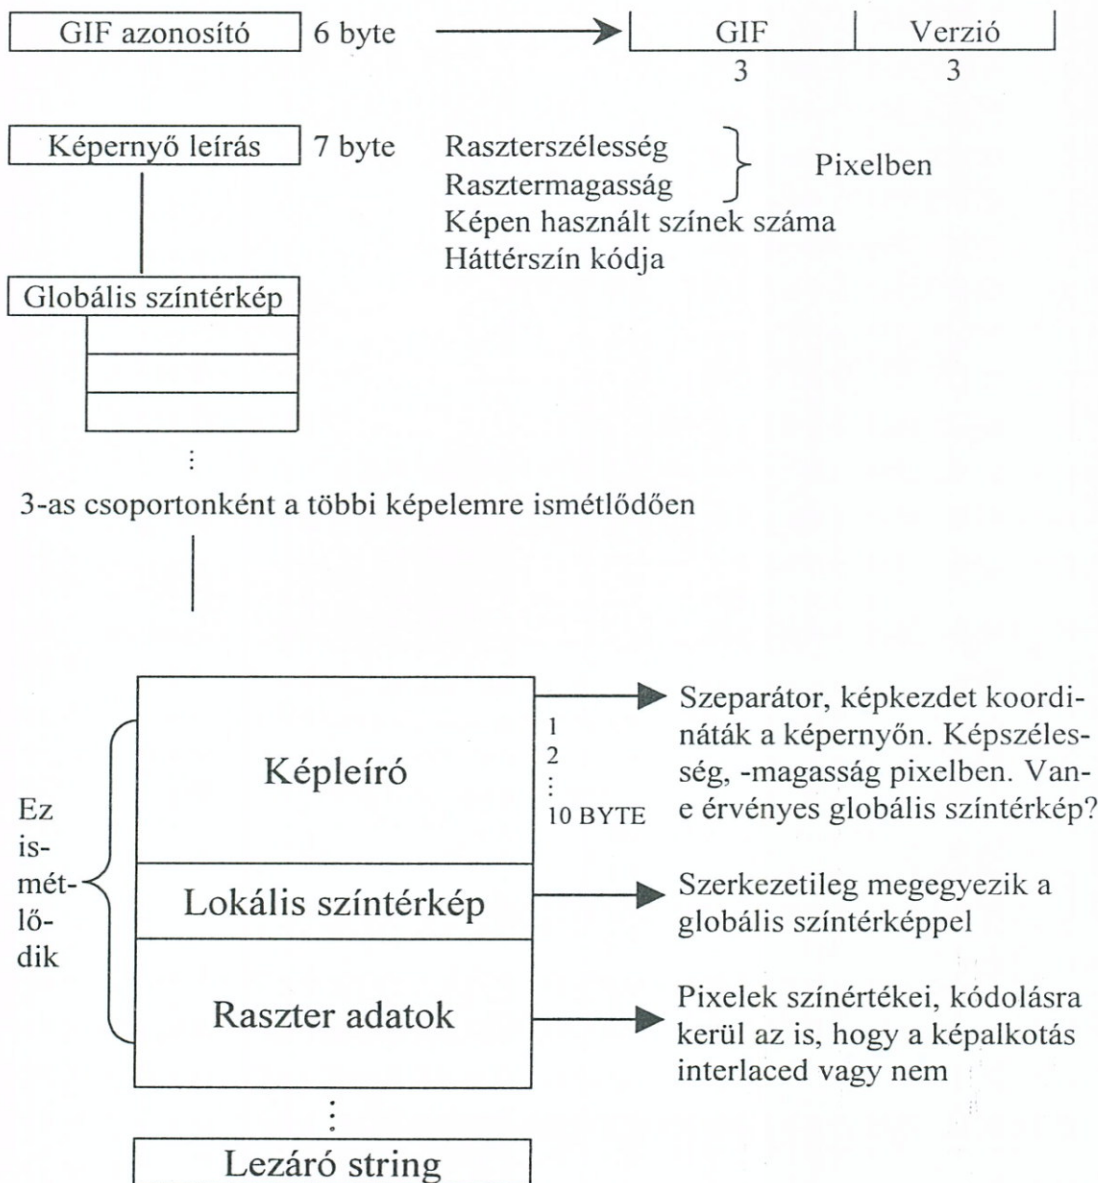 GIF azonosító 6 byte GIF Verzió
3 3
Képernyő leírás 7 byte Raszterszélesség
Rasztermagasság
Pixelben
Képen használt színek száma
Háttérszín kódja
Globális színtérkép
⋮
3-as csoportonként a többi képelemre ismétlődően
Ez
is-
mét-
lő-
dik
Képleíró
1
2
⋮
10 BYTE
Szeparátor, képkezdet koordi-
náták a képernyőn. Képszéles-
ség, -magasság pixelben. Van-
e érvényes globális színtérkép?
Lokális színtérkép
Szerkezetileg megegyezik a
globális színtérképpel
Raszter adatok
Pixelek színértékei, kódolásra
kerül az is, hogy a képalkotás
interlaced vagy nem
⋮
Lezáró string